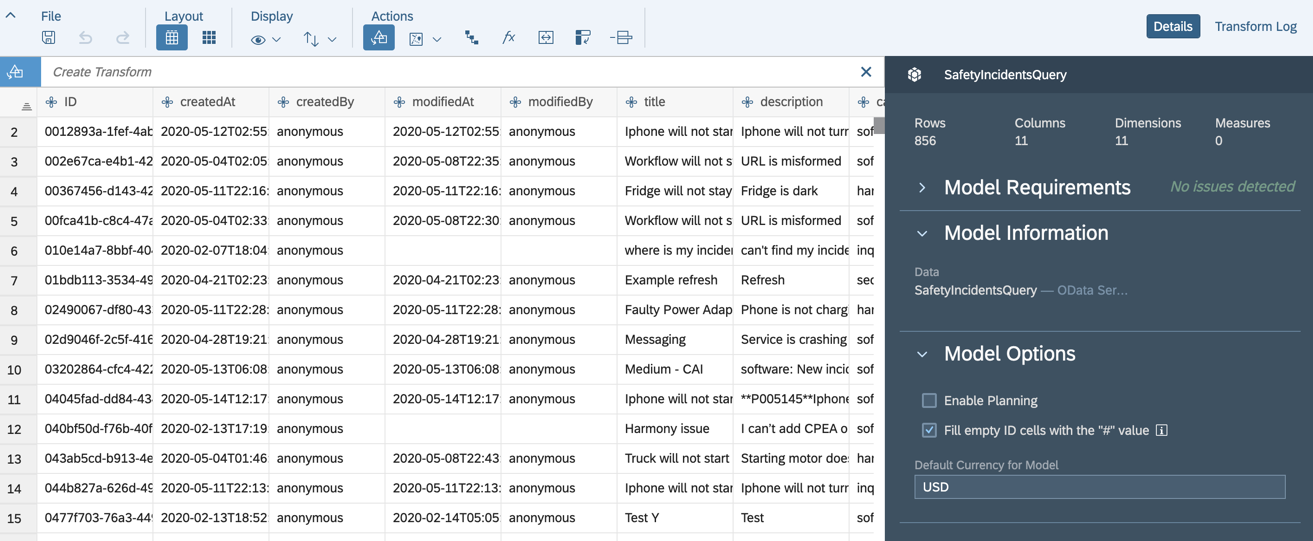 File Layout Display Actions
Details Transform Log
Create Transform
ID createdAt createdBy modifiedAt modifiedBy title description ca
2 0012893a-1fef-4ab 2020-05-12T02:55 anonymous 2020-05-12T02:55 anonymous Iphone will not star Iphone will not turr sof
3 002e67ca-e4b1-42 2020-05-04T02:05 anonymous 2020-05-08T22:35 anonymous Workflow will not s URL is misformed sof
4 00367456-d143-42 2020-05-11T22:16: anonymous 2020-05-11T22:16: anonymous Fridge will not stay Fridge is dark har
5 00fca41b-c8c4-47a 2020-05-04T02:33 anonymous 2020-05-08T22:30 anonymous Workflow will not s URL is misformed sof
6 010e14a7-8bbf-40 2020-02-07T18:04 anonymous where is my incider can't find my incide inq
7 01bdb113-3534-49 2020-04-21T02:23 anonymous 2020-04-21T02:23 anonymous Example refresh Refresh sec
8 02490067-df80-43 2020-05-11T22:28: anonymous 2020-05-11T22:28: anonymous Faulty Power Adap Phone is not charg har
9 02d9046f-2c5f-416 2020-04-28T19:21 anonymous 2020-04-28T19:21 anonymous Messaging Service is crashing sof
10 03202864-cfc4-422 2020-05-13T06:08 anonymous 2020-05-13T06:08 anonymous Medium - CAI software: New incic sof
11 04045fad-dd84-43 2020-05-14T12:17 anonymous 2020-05-14T12:17 anonymous Iphone will not star **P005145**Iphone sof
12 040bf50d-f76b-40f 2020-02-13T17:19 anonymous Harmony issue I can't add CPEA o sof
13 043ab5cd-b913-4e 2020-05-04T01:46 anonymous 2020-05-08T22:43 anonymous Truck will not start Starting motor doe har
14 044b827a-626d-49 2020-05-11T22:13: anonymous 2020-05-11T22:13: anonymous Iphone will not star Iphone will not turr inq
15 0477f703-76a3-449 2020-02-13T18:52 anonymous 2020-02-14T05:05 anonymous Test Y Test sof
SafetyIncidentsQuery
Rows Columns Dimensions Measures
856 11 11 0
Model Requirements No issues detected
Model Information
Data
SafetyIncidentsQuery — OData Ser...
Model Options
Enable Planning
Fill empty ID cells with the "#" value
Default Currency for Model
USD